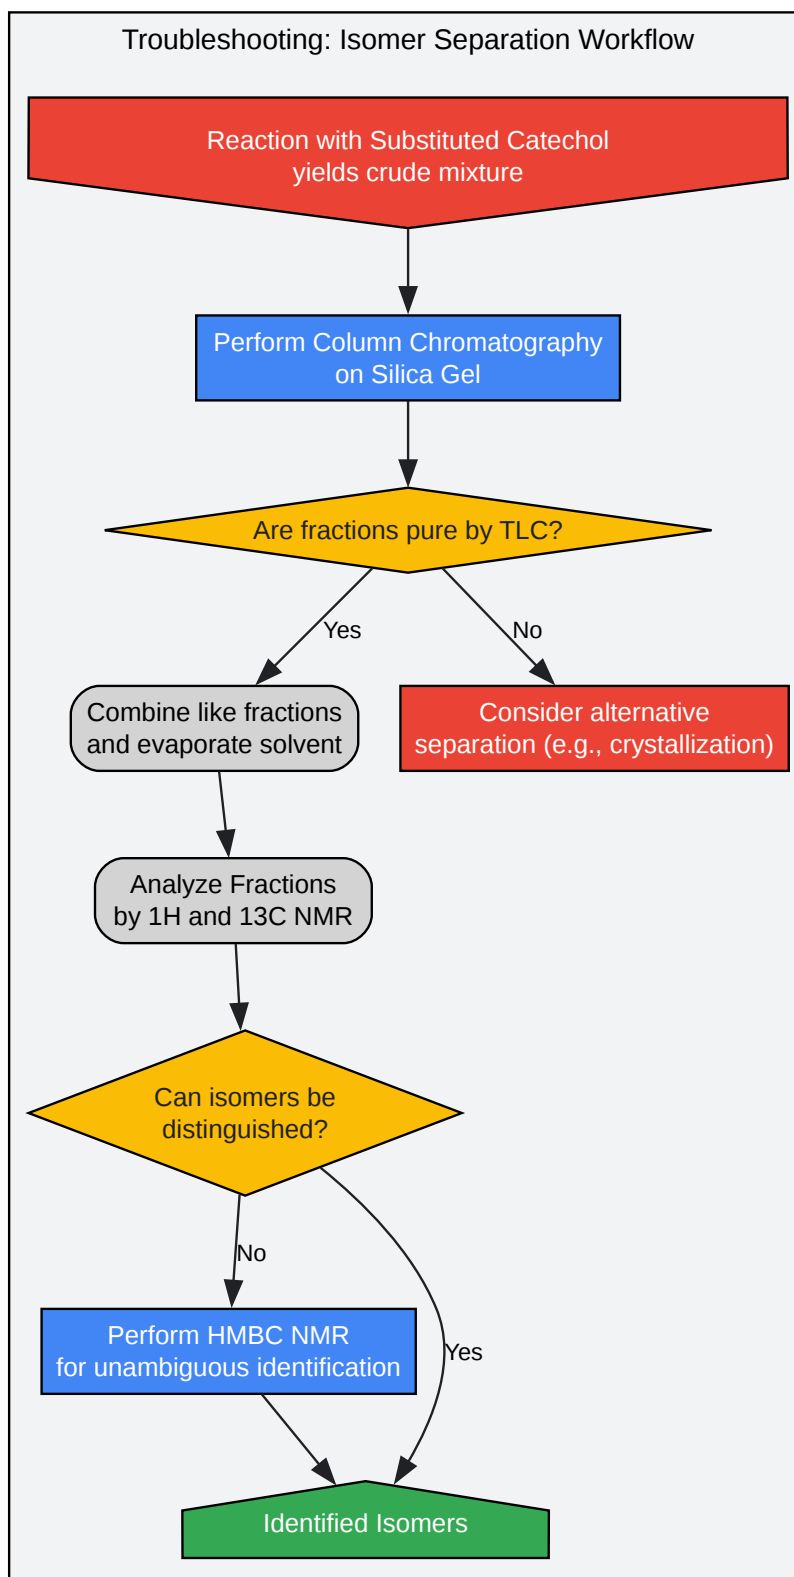 Troubleshooting: Isomer Separation Workflow
Reaction with Substituted Catechol
yields crude mixture
Perform Column Chromatography
on Silica Gel
Are fractions pure by TLC?
Yes
No
Combine like fractions
and evaporate solvent
Consider alternative
separation (e.g., crystallization)
Analyze Fractions
by 1H and 13C NMR
Can isomers be
distinguished?
No
Perform HMBC NMR
for unambiguous identification
Yes
Identified Isomers